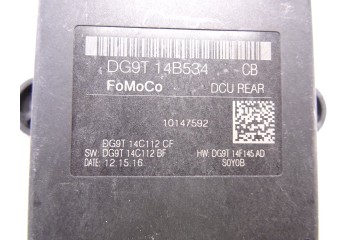 DG9T 14B534 CB
FoMoCo DCU REAR
10147592
DG9T 14C112 CF
SW: DG9T 14C112 BF HW: DG9T 14F145 AD
DATE: 12.15.16 SOY0B